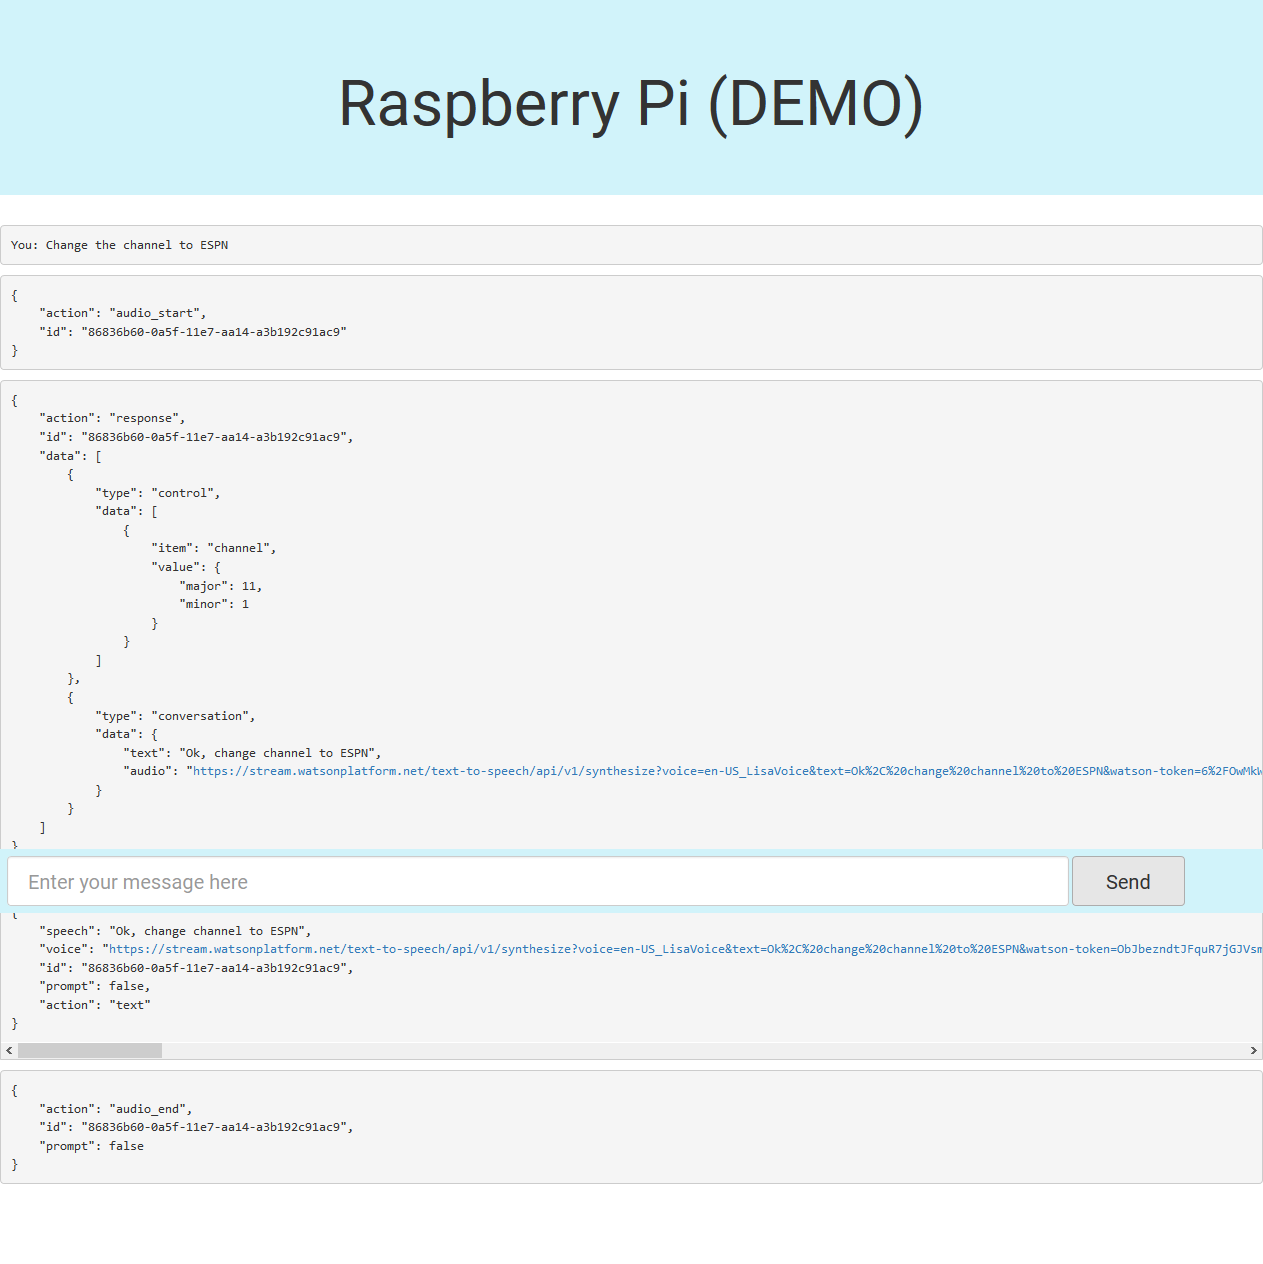 Raspberry Pi (DEMO)
You: Change the channel to ESPN
{
    "action": "audio_start",
    "id": "86836b60-0a5f-11e7-aa14-a3b192c91ac9"
}
{
    "action": "response",
    "id": "86836b60-0a5f-11e7-aa14-a3b192c91ac9",
    "data": [
        {
            "type": "control",
            "data": [
                {
                    "item": "channel",
                    "value": {
                        "major": 11,
                        "minor": 1
                    }
                }
            ]
        },
        {
            "type": "conversation",
            "data": {
                "text": "Ok, change channel to ESPN",
                "audio": "https://stream.watsonplatform.net/text-to-speech/api/v1/synthesize?voice=en-US_LisaVoice&text=Ok%2C%20change%20channel%20to%20ESPN&watson-token=6%2FOwMkW
            }
        }
    ]
}
Enter your message here
Send
{
    "speech": "Ok, change channel to ESPN",
    "voice": "https://stream.watsonplatform.net/text-to-speech/api/v1/synthesize?voice=en-US_LisaVoice&text=Ok%2C%20change%20channel%20to%20ESPN&watson-token=ObJbezndtJFquR7jGJVsm
    "id": "86836b60-0a5f-11e7-aa14-a3b192c91ac9",
    "prompt": false,
    "action": "text"
}
{
    "action": "audio_end",
    "id": "86836b60-0a5f-11e7-aa14-a3b192c91ac9",
    "prompt": false
}